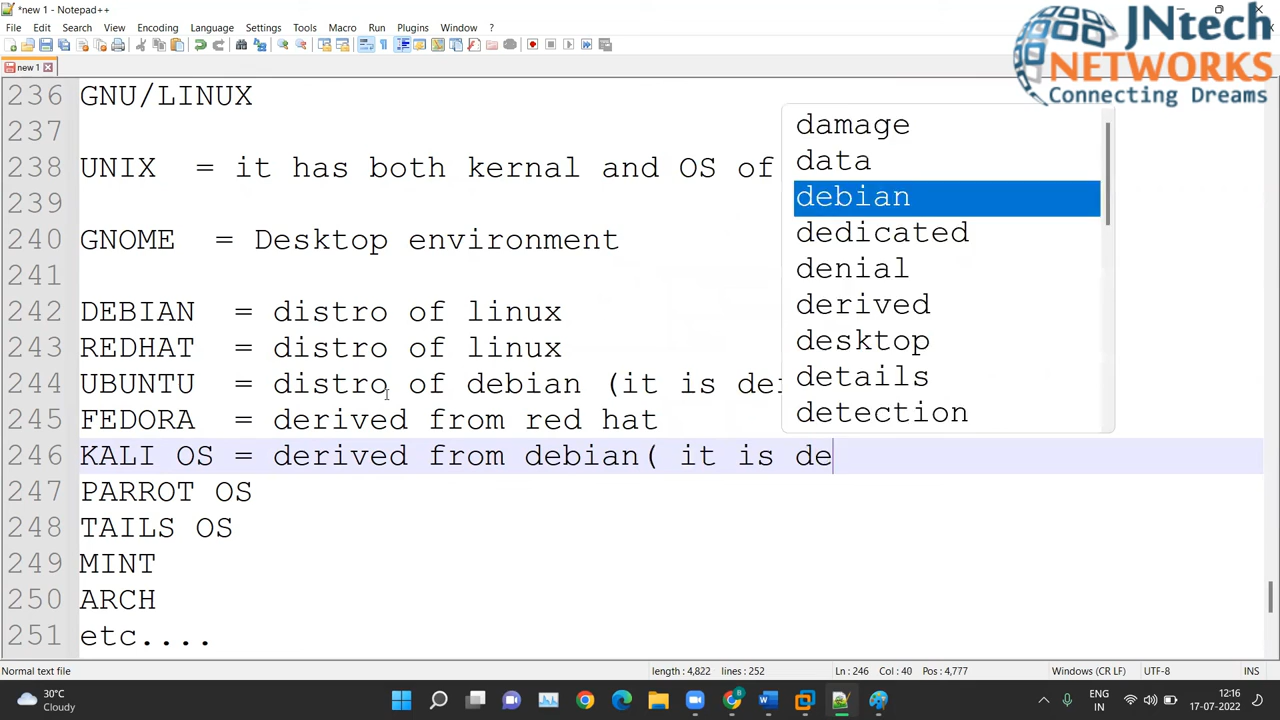 *new 1 - Notepad++
File Edit Search View Encoding Language Settings Tools Macro Run Plugins Window ?
new 1
JNtech
NETWORKS
Connecting Dreams
236 GNU/LINUX
237
238 UNIX = it has both kernal and OS of
239
240 GNOME = Desktop environment
241
242 DEBIAN = distro of linux
243 REDHAT = distro of linux
244 UBUNTU = distro of debian (it is de
245 FEDORA = derived from red hat
246 KALI OS = derived from debian( it is de
247 PARROT OS
248 TAILS OS
249 MINT
250 ARCH
251 etc....
damage
data
debian
dedicated
denial
derived
desktop
details
detection
Normal text file length : 4,822 lines : 252 Ln : 246 Col : 40 Pos : 4,777 Windows (CR LF) UTF-8 INS
30°C
Cloudy
ENG
IN
12:16
17-07-2022